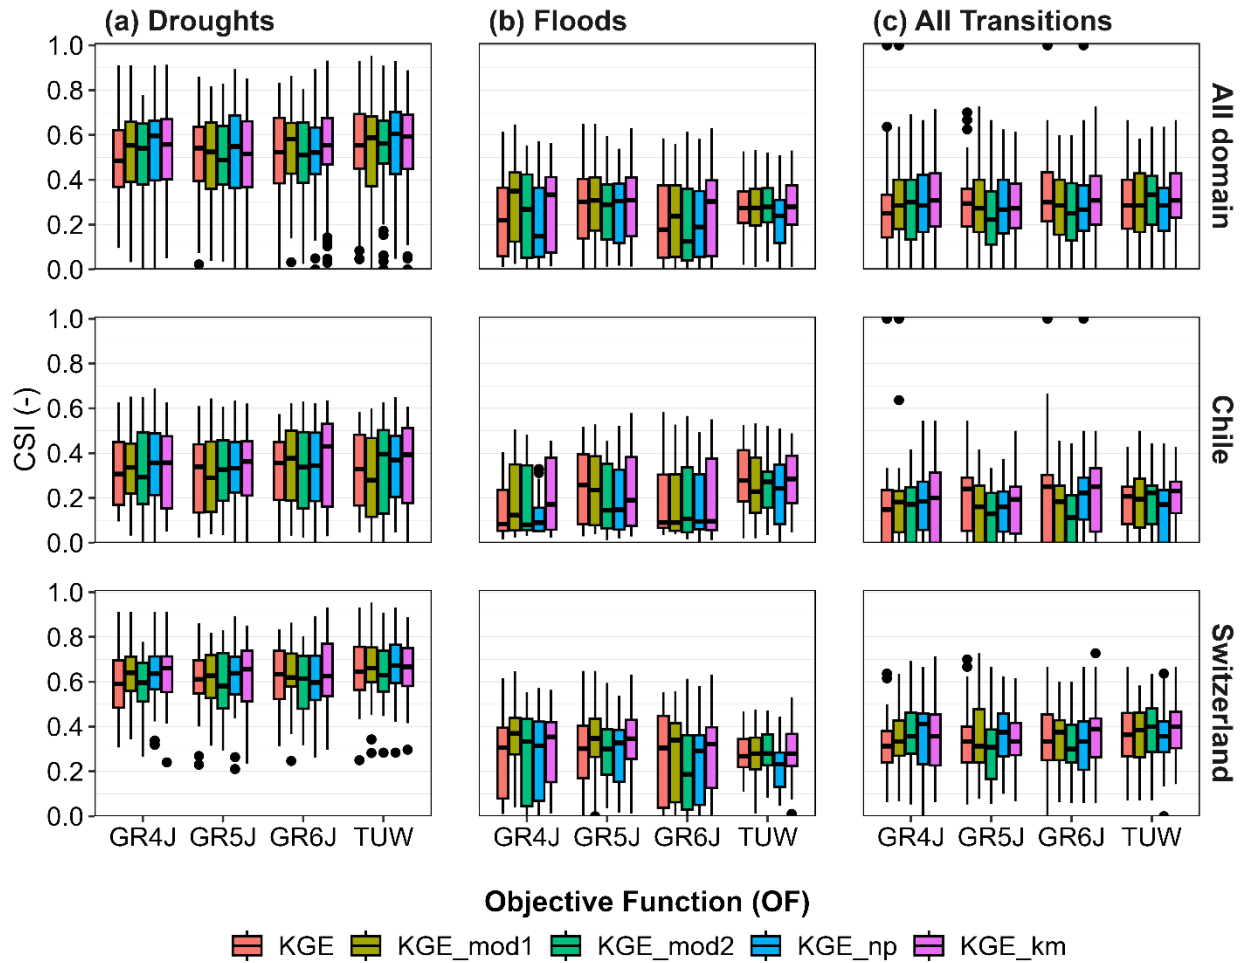 (a) Droughts
(b) Floods
(c) All Transitions
1.0
0.8
0.6
0.4
0.2
0.0
All domain
1.0
0.8
0.6
0.4
0.2
0.0
Chile
CSI (-)
1.0
0.8
0.6
0.4
0.2
0.0
Switzerland
GR4J GR5J GR6J TUW
GR4J GR5J GR6J TUW
GR4J GR5J GR6J TUW
Objective Function (OF)
KGE KGE_mod1 KGE_mod2 KGE_np KGE_km